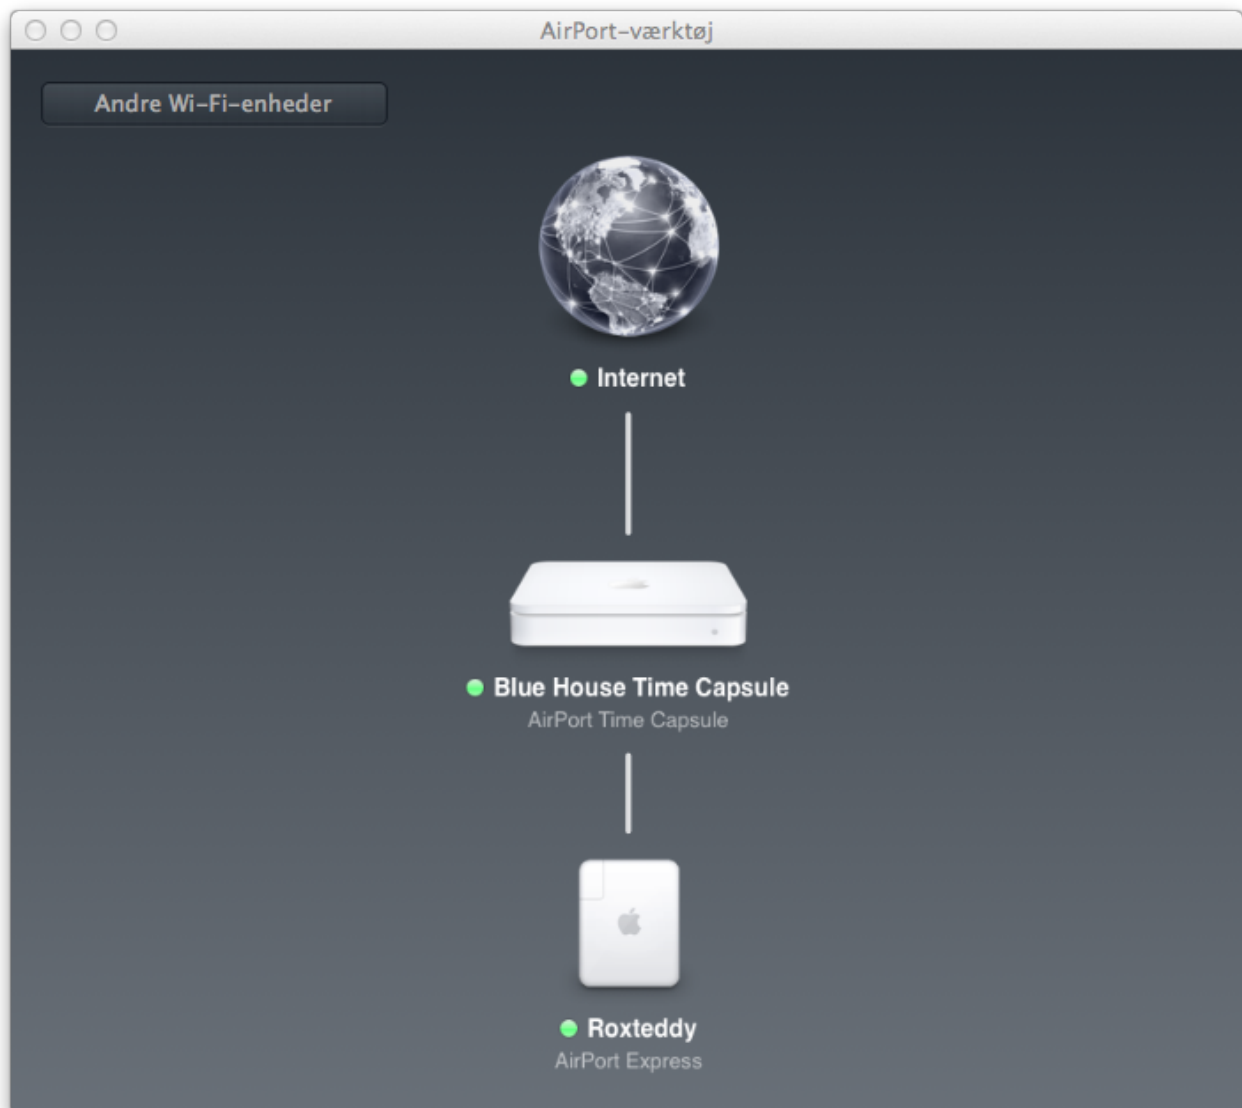 AirPort-værktøj
Andre Wi-Fi-enheder
Internet
Blue House Time Capsule
AirPort Time Capsule
Roxteddy
AirPort Express